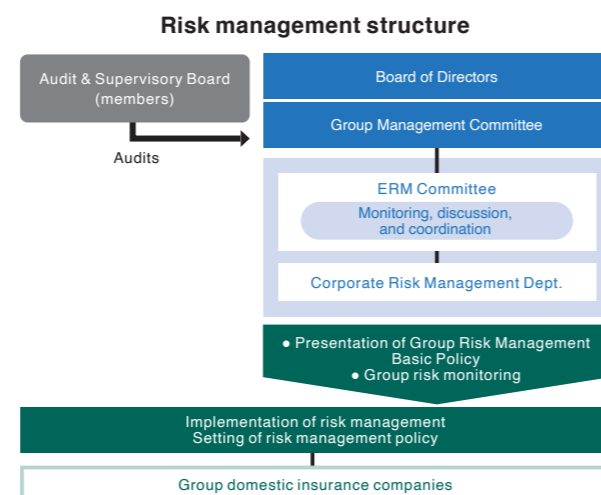 Risk management structure
Audit & Supervisory Board
(members)
Board of Directors
Group Management Committee
Audits
ERM Committee
Monitoring, discussion,
and coordination
Corporate Risk Management Dept.
● Presentation of Group Risk Management
Basic Policy
● Group risk monitoring
Implementation of risk management
Setting of risk management policy
Group domestic insurance companies